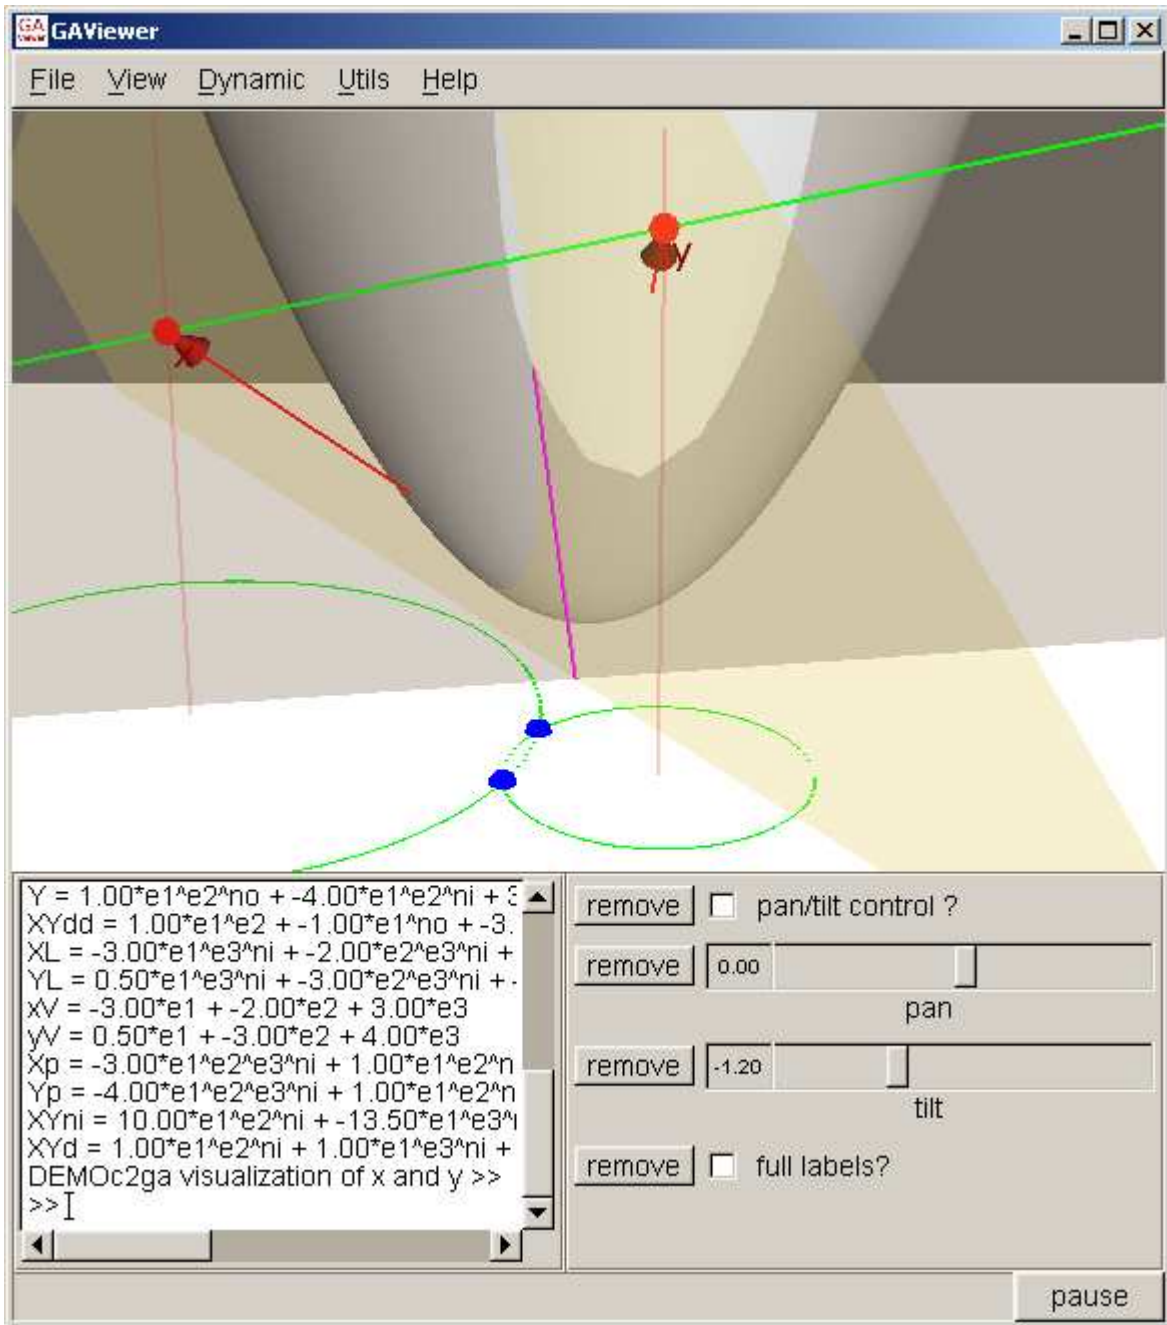 GA
Viewer
GAViewer
File View Dynamic Utils Help
x
y
Y = 1.00*e1^e2^no + -4.00*e1^e2^ni + 3
XYdd = 1.00*e1^e2 + -1.00*e1^no + -3.
XL = -3.00*e1^e3^ni + -2.00*e2^e3^ni +
YL = 0.50*e1^e3^ni + -3.00*e2^e3^ni + -
xV = -3.00*e1 + -2.00*e2 + 3.00*e3
yV = 0.50*e1 + -3.00*e2 + 4.00*e3
Xp = -3.00*e1^e2^e3^ni + 1.00*e1^e2^n
Yp = -4.00*e1^e2^e3^ni + 1.00*e1^e2^n
XYni = 10.00*e1^e2^ni + -13.50*e1^e3^
XYd = 1.00*e1^e2^ni + 1.00*e1^e3^ni +
DEMOc2ga visualization of x and y >>
>>
remove pan/tilt control ?
remove 0.00
pan
remove -1.20
tilt
remove full labels?
pause